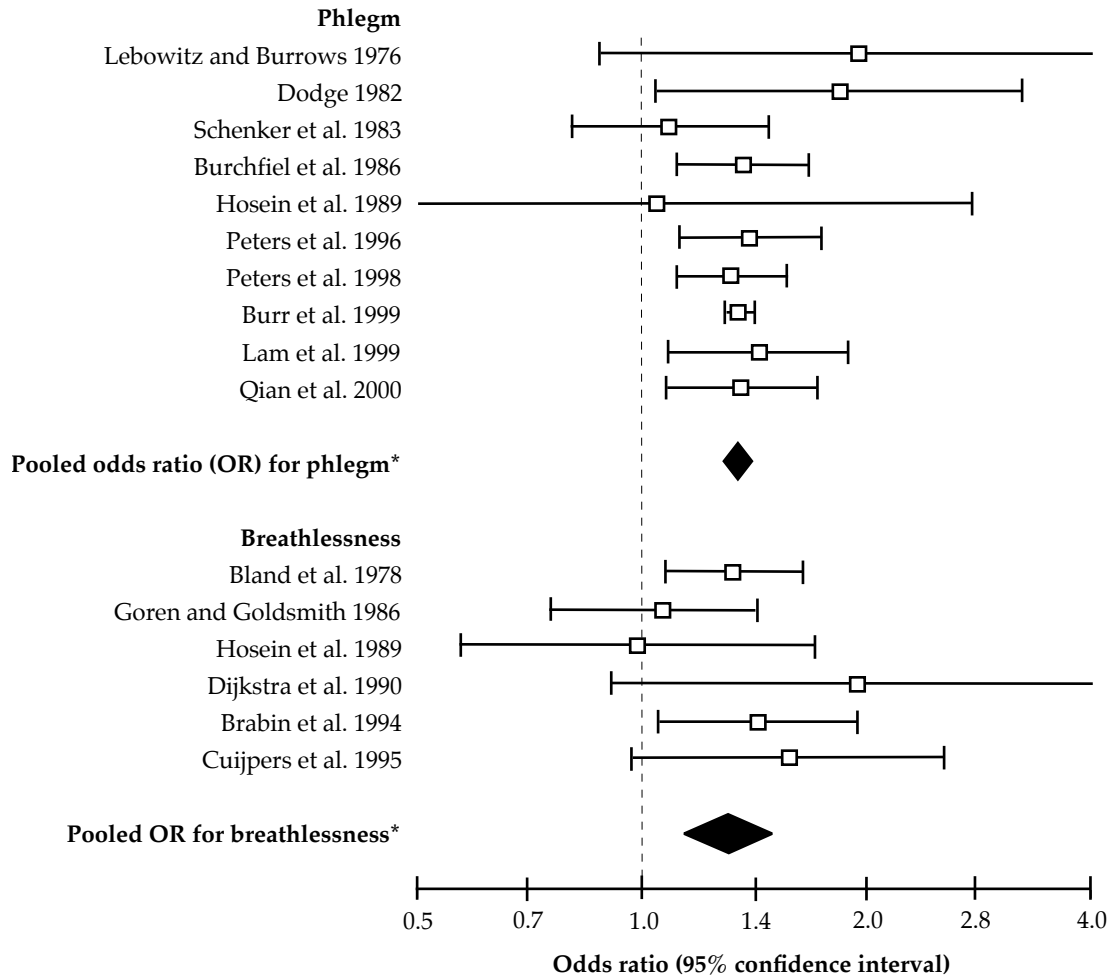 Phlegm
Lebowitz and Burrows 1976
Dodge 1982
Schenker et al. 1983
Burchfiel et al. 1986
Hosein et al. 1989
Peters et al. 1996
Peters et al. 1998
Burr et al. 1999
Lam et al. 1999
Qian et al. 2000
Pooled odds ratio (OR) for phlegm*
Breathlessness
Bland et al. 1978
Goren and Goldsmith 1986
Hosein et al. 1989
Dijkstra et al. 1990
Brabin et al. 1994
Cuijpers et al. 1995
Pooled OR for breathlessness*
0.5 0.7 1.0 1.4 2.0 2.8 4.0
Odds ratio (95% confidence interval)